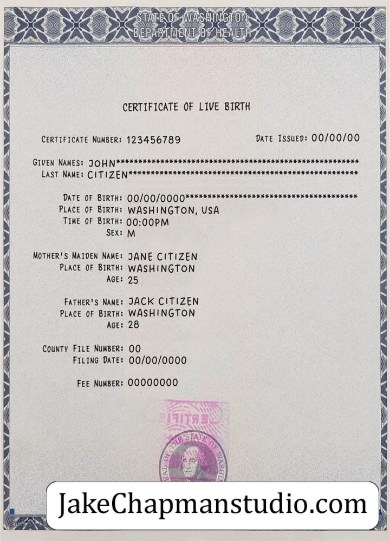 STATE OF WASHINGTON
DEPARTMENT OF HEALTH
CERTIFICATE OF LIVE BIRTH
CERTIFICATE NUMBER: 123456789 DATE ISSUED: 00/00/00
GIVEN NAMES: JOHN**************************************************
LAST NAME: CITIZEN************************************************
DATE OF BIRTH: 00/00/0000************************************
PLACE OF BIRTH: WASHINGTON, USA
TIME OF BIRTH: 00:00PM
SEX: M
MOTHER'S MAIDEN NAME: JANE CITIZEN
PLACE OF BIRTH: WASHINGTON
AGE: 25
FATHER'S NAME: JACK CITIZEN
PLACE OF BIRTH: WASHINGTON
AGE: 28
COUNTY FILE NUMBER: 00
FILING DATE: 00/00/0000
FEE NUMBER: 00000000
JakeChapmanstudio.com